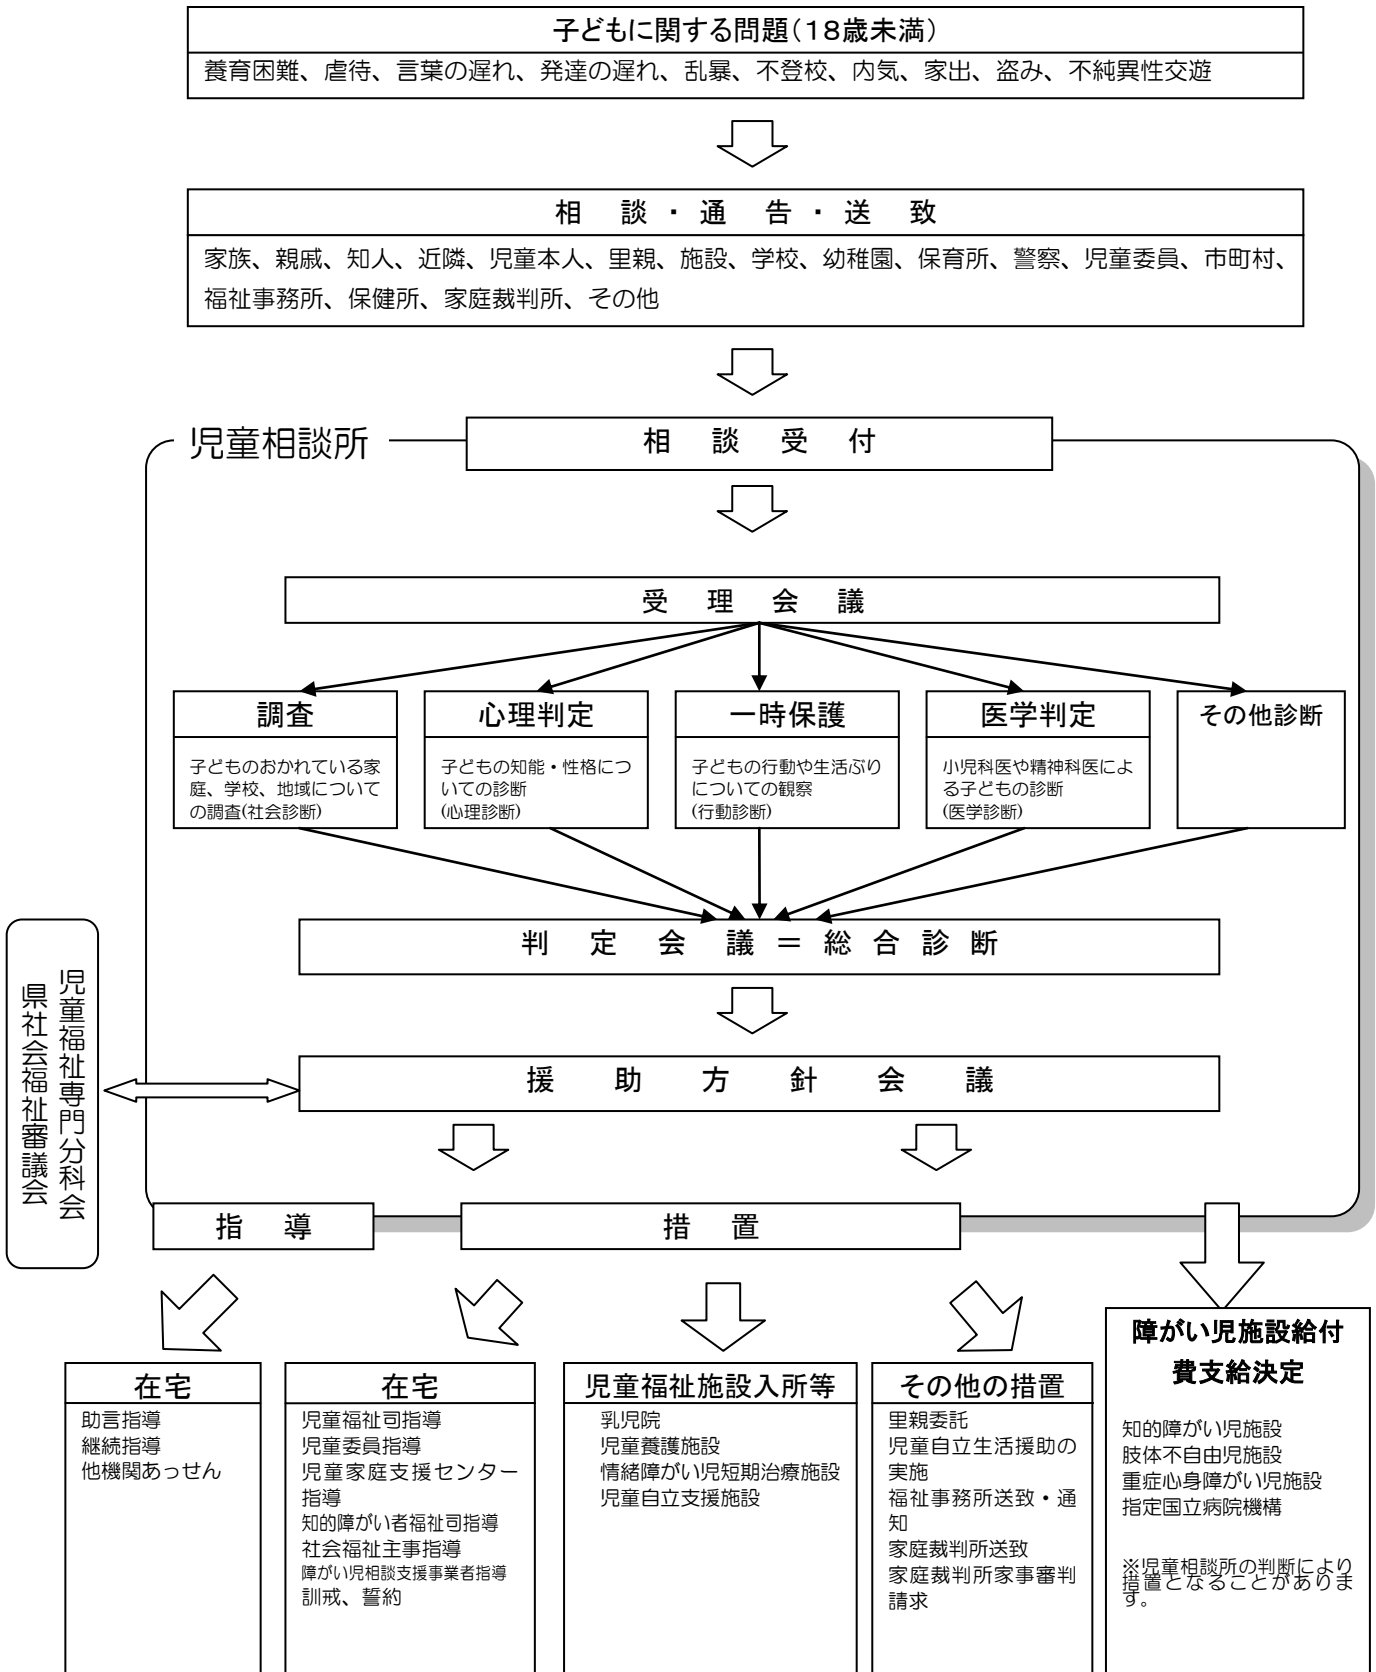 子どもに関する問題(18歳未満)
養育困難、虐待、言葉の遅れ、発達の遅れ、乱暴、不登校、内気、家出、盗み、不純異性交遊
相談・通告・送致
家族、親戚、知人、近隣、児童本人、里親、施設、学校、幼稚園、保育所、警察、児童委員、市町村、
福祉事務所、保健所、家庭裁判所、その他
児童相談所
相談受付
受理会議
調査
子どものおかれている家
庭、学校、地域について
の調査(社会診断)
心理判定
子どもの知能・性格につ
いての診断
(心理診断)
一時保護
子どもの行動や生活ぶり
についての観察
(行動診断)
医学判定
小児科医や精神科医によ
る子どもの診断
(医学診断)
その他診断
判定会議=総合診断
児童福祉専門分科会
県社会福祉審議会
援助方針会議
指導
措置
在宅
助言指導
継続指導
他機関あっせん
在宅
児童福祉司指導
児童委員指導
児童家庭支援センター
指導
知的障がい者福祉司指導
社会福祉主事指導
障がい児相談支援事業者指導
訓戒、誓約
児童福祉施設入所等
乳児院
児童養護施設
情緒障がい児短期治療施設
児童自立支援施設
その他の措置
里親委託
児童自立生活援助の
実施
福祉事務所送致・通
知
家庭裁判所送致
家庭裁判所家事審判
請求
障がい児施設給付
費支給決定
知的障がい児施設
肢体不自由児施設
重症心身障がい児施設
指定国立病院機構
※児童相談所の判断により
措置となることがありま
す。